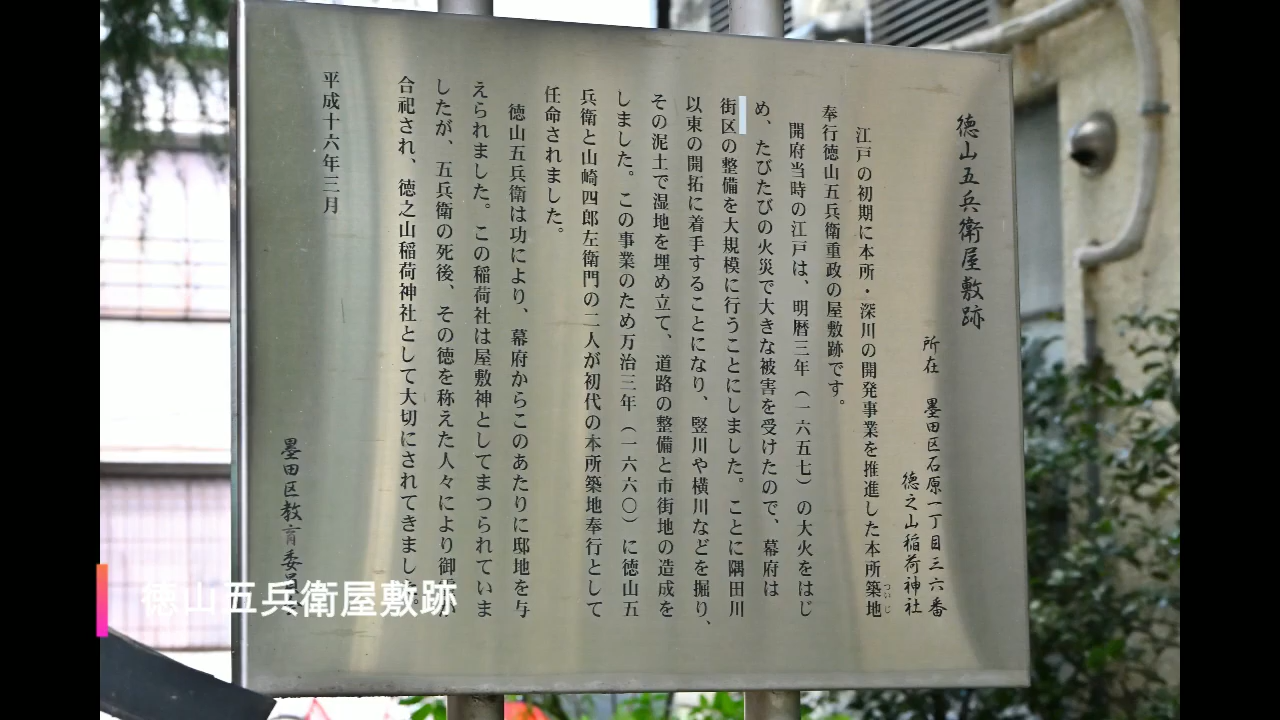 徳山五兵衛屋敷跡
所在 墨田区石原一丁目三六番
徳之山稲荷神社
江戸の初期に本所・深川の開発事業を推進した本所築地
ついじ
奉行徳山五兵衛重政の屋敷跡です。
開府当時の江戸は、明暦三年（一六五七）の大火をはじ
め、たびたびの火災で大きな被害を受けたので、幕府は
街区の整備を大規模に行うことにしました。ことに隅田川
以東の開拓に着手することになり、竪川や横川などを掘り、
その泥土で湿地を埋め立て、道路の整備と市街地の造成を
しました。この事業のため万治三年（一六六〇）に徳山五
兵衛と山崎四郎左衛門の二人が初代の本所築地奉行として
任命されました。
徳山五兵衛は功により、幕府からこのあたりに邸地を与
えられました。この稲荷社は屋敷神としてまつられていま
したが、五兵衛の死後、その徳を称えた人々により御
合祀され、徳之山稲荷神社として大切にされてきました
平成十六年三月
墨田区教育委員
徳山五兵衛屋敷跡